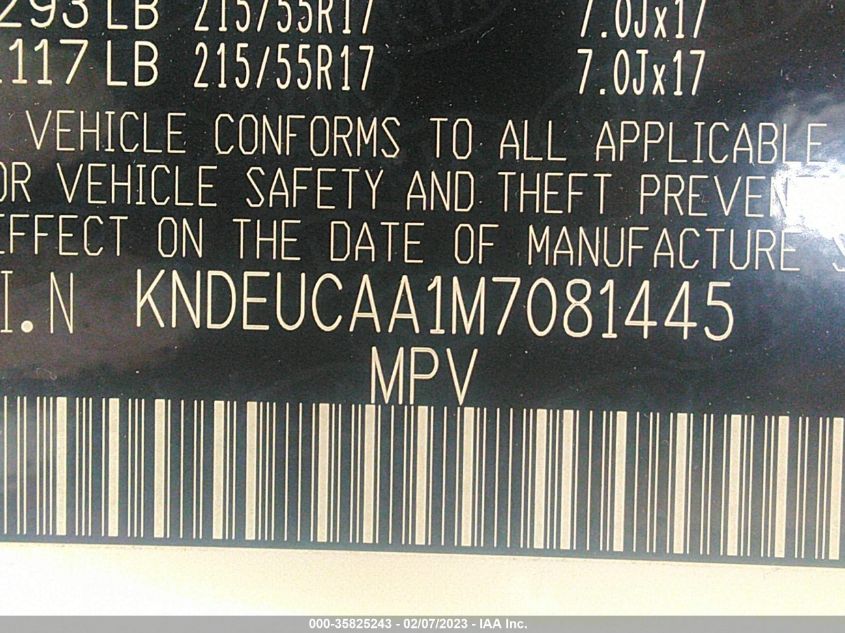 293 LB 215/55R17 7.0Jx17
117 LB 215/55R17 7.0Jx17
VEHICLE CONFORMS TO ALL APPLICABLE
OR VEHICLE SAFETY AND THEFT PREVEN
EFFECT ON THE DATE OF MANUFACTURE S
I.N KNDEUCAA1M7081445
MPV
000-35825243 - 02/07/2023 - IAA Inc.